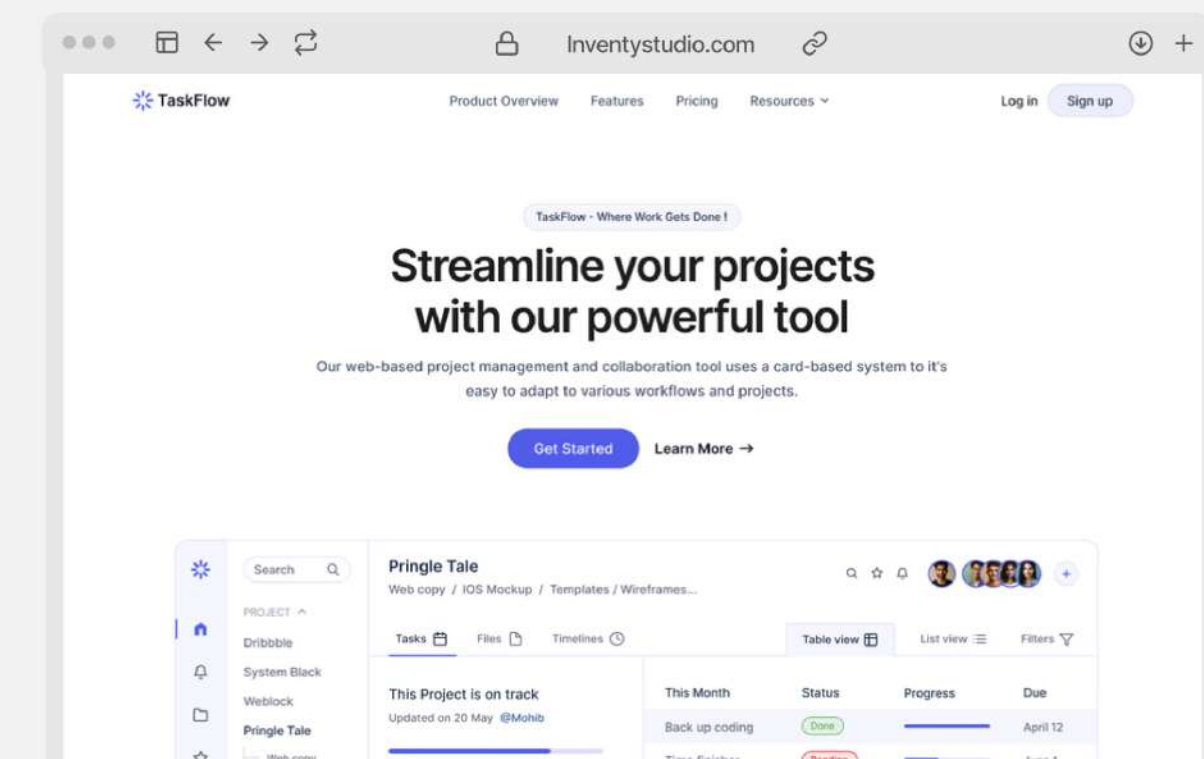 Inventystudio.com
TaskFlow
Product Overview Features Pricing Resources
Log in Sign up
TaskFlow - Where Work Gets Done !
Streamline your projects
with our powerful tool
Our web-based project management and collaboration tool uses a card-based system to it's
easy to adapt to various workflows and projects.
Get Started Learn More →
Search
PROJECT
Dribbble
System Black
Weblock
Pringle Tale
Web copy
Pringle Tale
Web copy / IOS Mockup / Templates / Wireframes...
+
Tasks Files Timelines
Table view List view Filters
This Project is on track
Updated on 20 May @Mohib
This Month Status Progress Due
Back up coding Done April 12
Pending